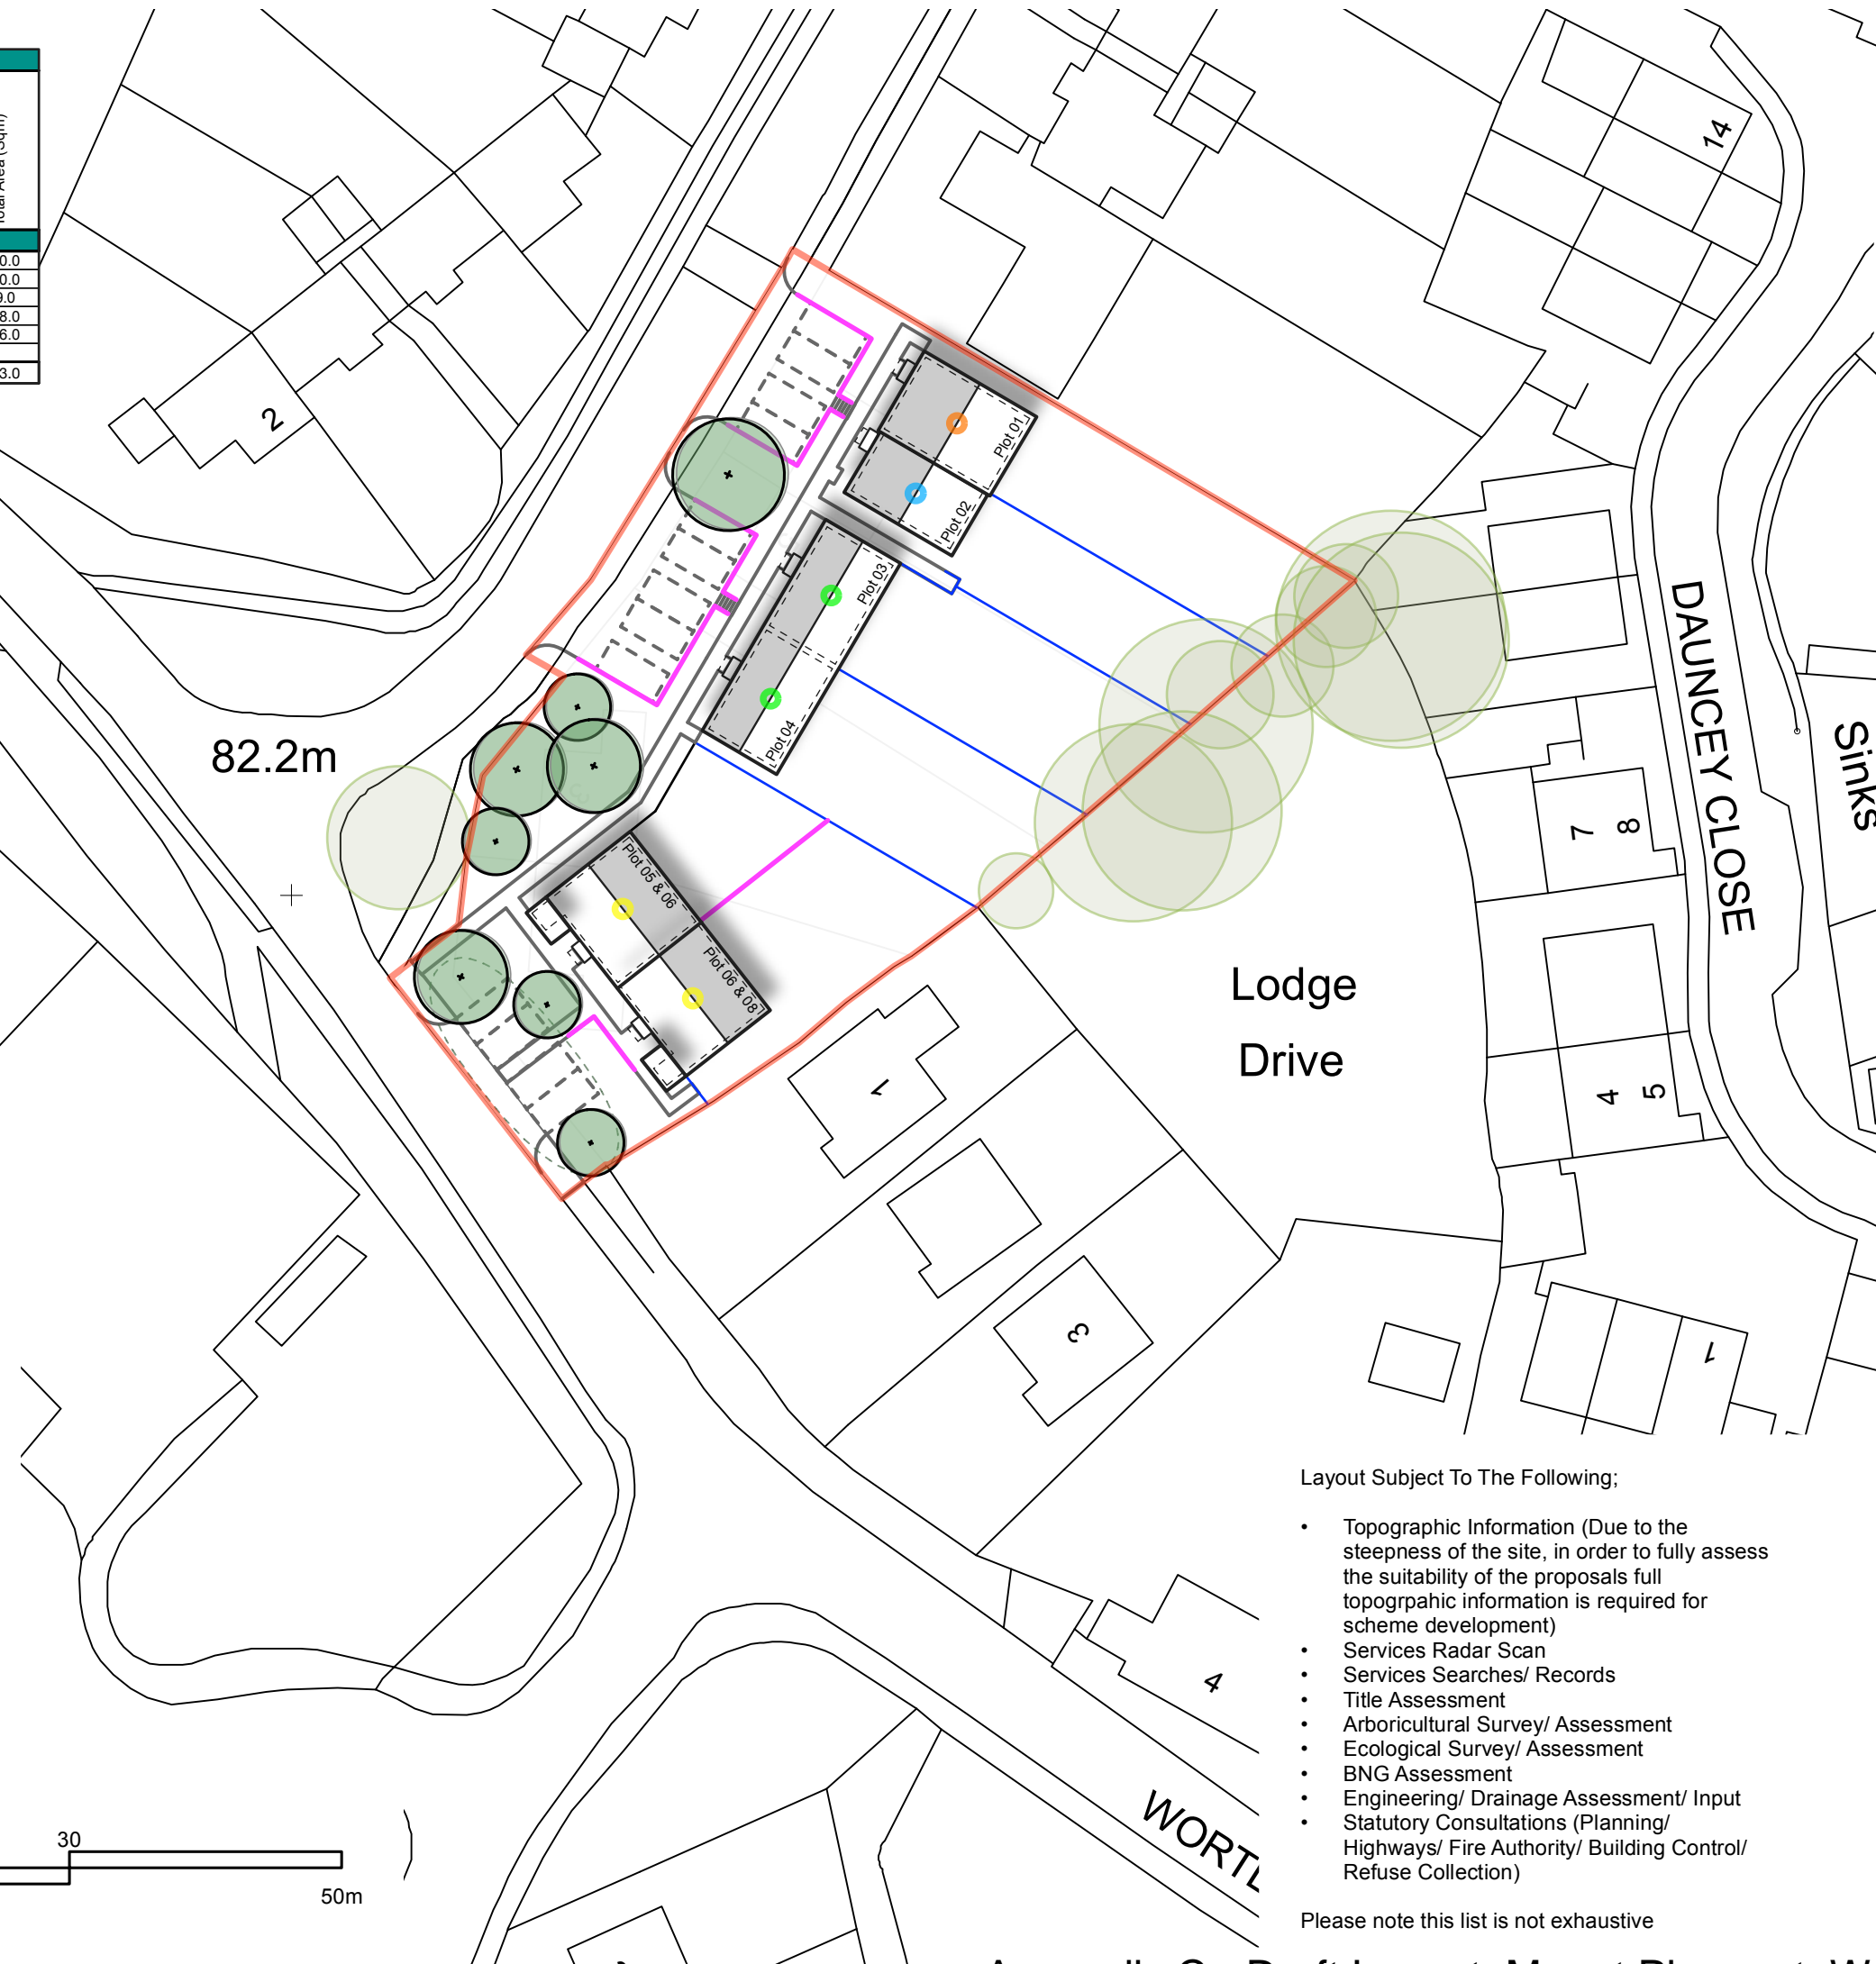 Total Area (Sqm)
0.0
0.0
9.0
8.0
6.0
3.0
2
14
Plot 01
Plot 02
Plot 03
Plot 04
82.2m
Plot 05 & 06
Plot 06 & 08
DAUNCEY CLOSE
Sinks
7
8
Lodge
Drive
1
4
5
3
1
4
WORTL
30
50m
Layout Subject To The Following;
• Topographic Information (Due to the
steepness of the site, in order to fully assess
the suitability of the proposals full
topogrpahic information is required for
scheme development)
• Services Radar Scan
• Services Searches/ Records
• Title Assessment
• Arboricultural Survey/ Assessment
• Ecological Survey/ Assessment
• BNG Assessment
• Engineering/ Drainage Assessment/ Input
• Statutory Consultations (Planning/
Highways/ Fire Authority/ Building Control/
Refuse Collection)
Please note this list is not exhaustive